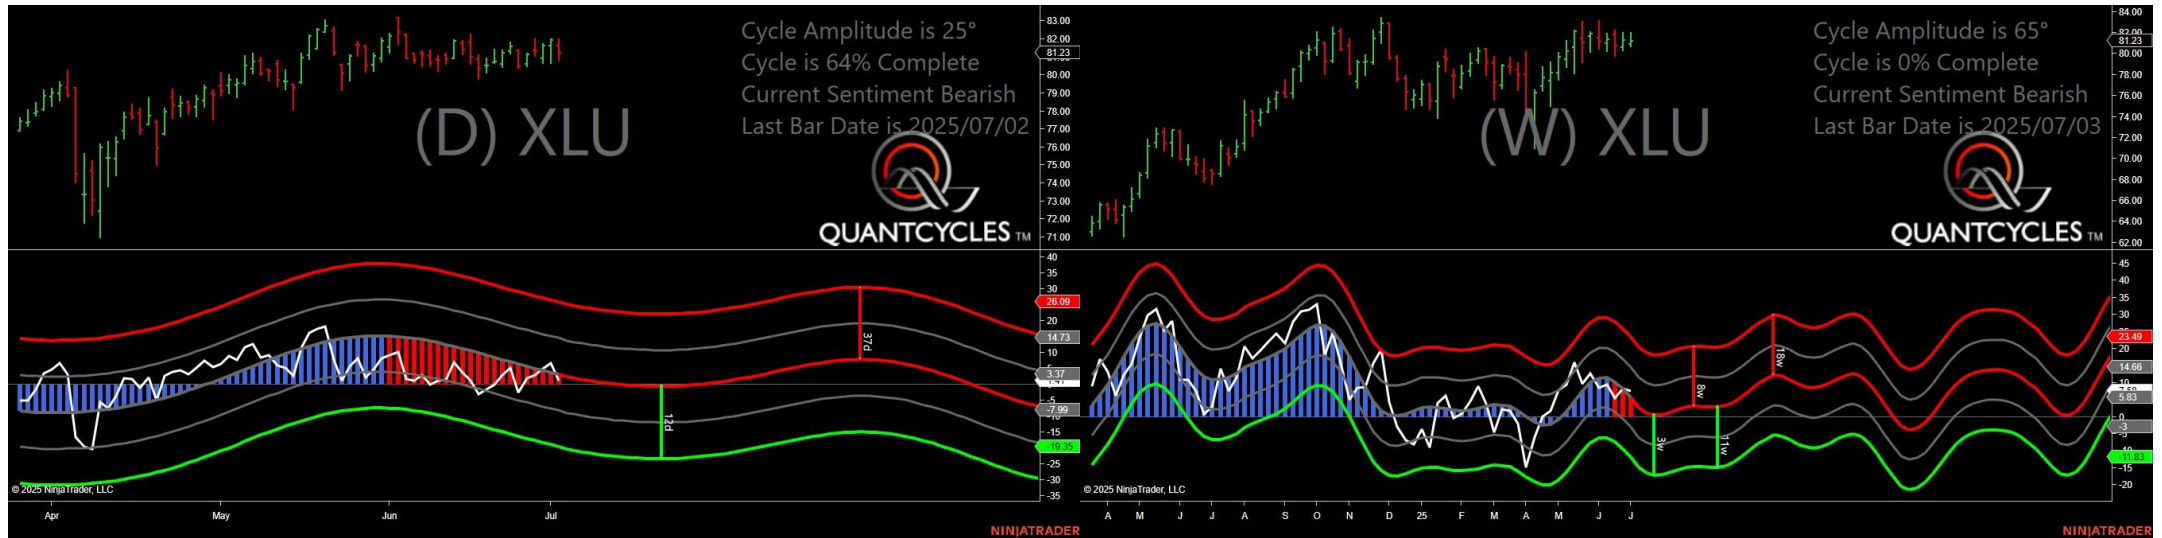 Cycle Amplitude is 25°
Cycle is 64% Complete
Current Sentiment Bearish
Last Bar Date is 2025/07/02
(D) XLU
QUANTCYCLES TM
83.00
82.00
81.23
80.00
79.00
78.00
77.00
76.00
75.00
74.00
73.00
72.00
71.00
40
35
30
26.09
20
14.73
10
3.37
-5
-7.99
-15
-19.35
-25
-30
-35
37d
12d
© 2025 NinjaTrader, LLC
Apr May Jun Jul
NINJATRADER
Cycle Amplitude is 65°
Cycle is 0% Complete
Current Sentiment Bearish
Last Bar Date is 2025/07/03
(W) XLU
QUANTCYCLES TM
84.00
82.00
81.23
80.00
78.00
76.00
74.00
72.00
70.00
68.00
66.00
64.00
62.00
45
35
30
23.49
20
14.66
10
5.83
0
-3
-11.83
-15
-20
8w
18w
3w
11w
© 2025 NinjaTrader, LLC
A M J J A S O N D 25 F M A M J J
NINJATRADER